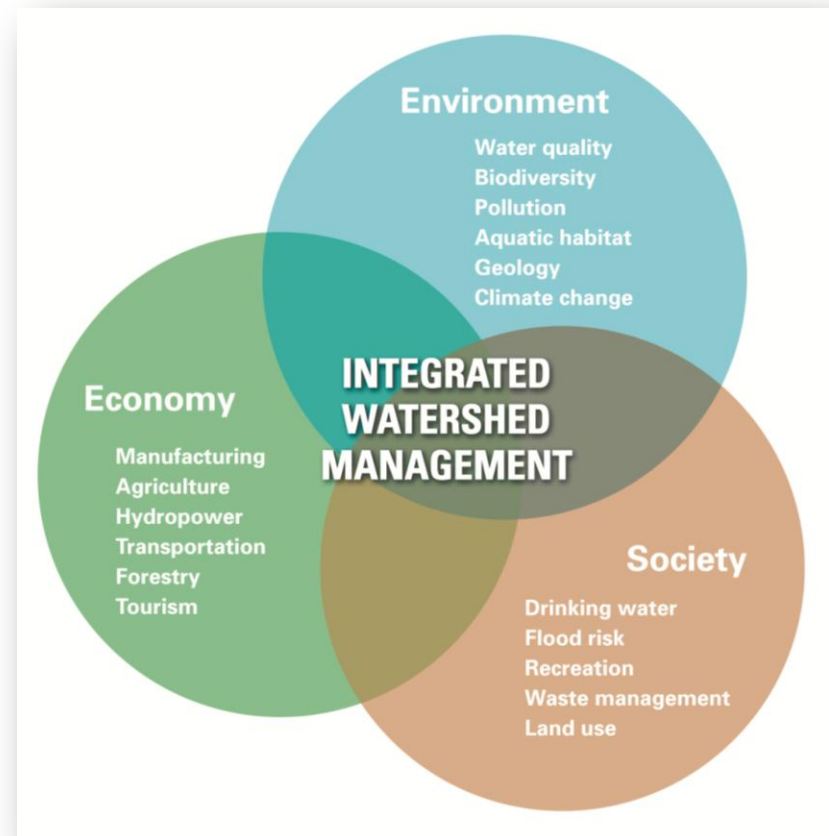 Environment
Water quality
Biodiversity
Pollution
Aquatic habitat
Geology
Climate change
INTEGRATED
WATERSHED
MANAGEMENT
Economy
Manufacturing
Agriculture
Hydropower
Transportation
Forestry
Tourism
Society
Drinking water
Flood risk
Recreation
Waste management
Land use